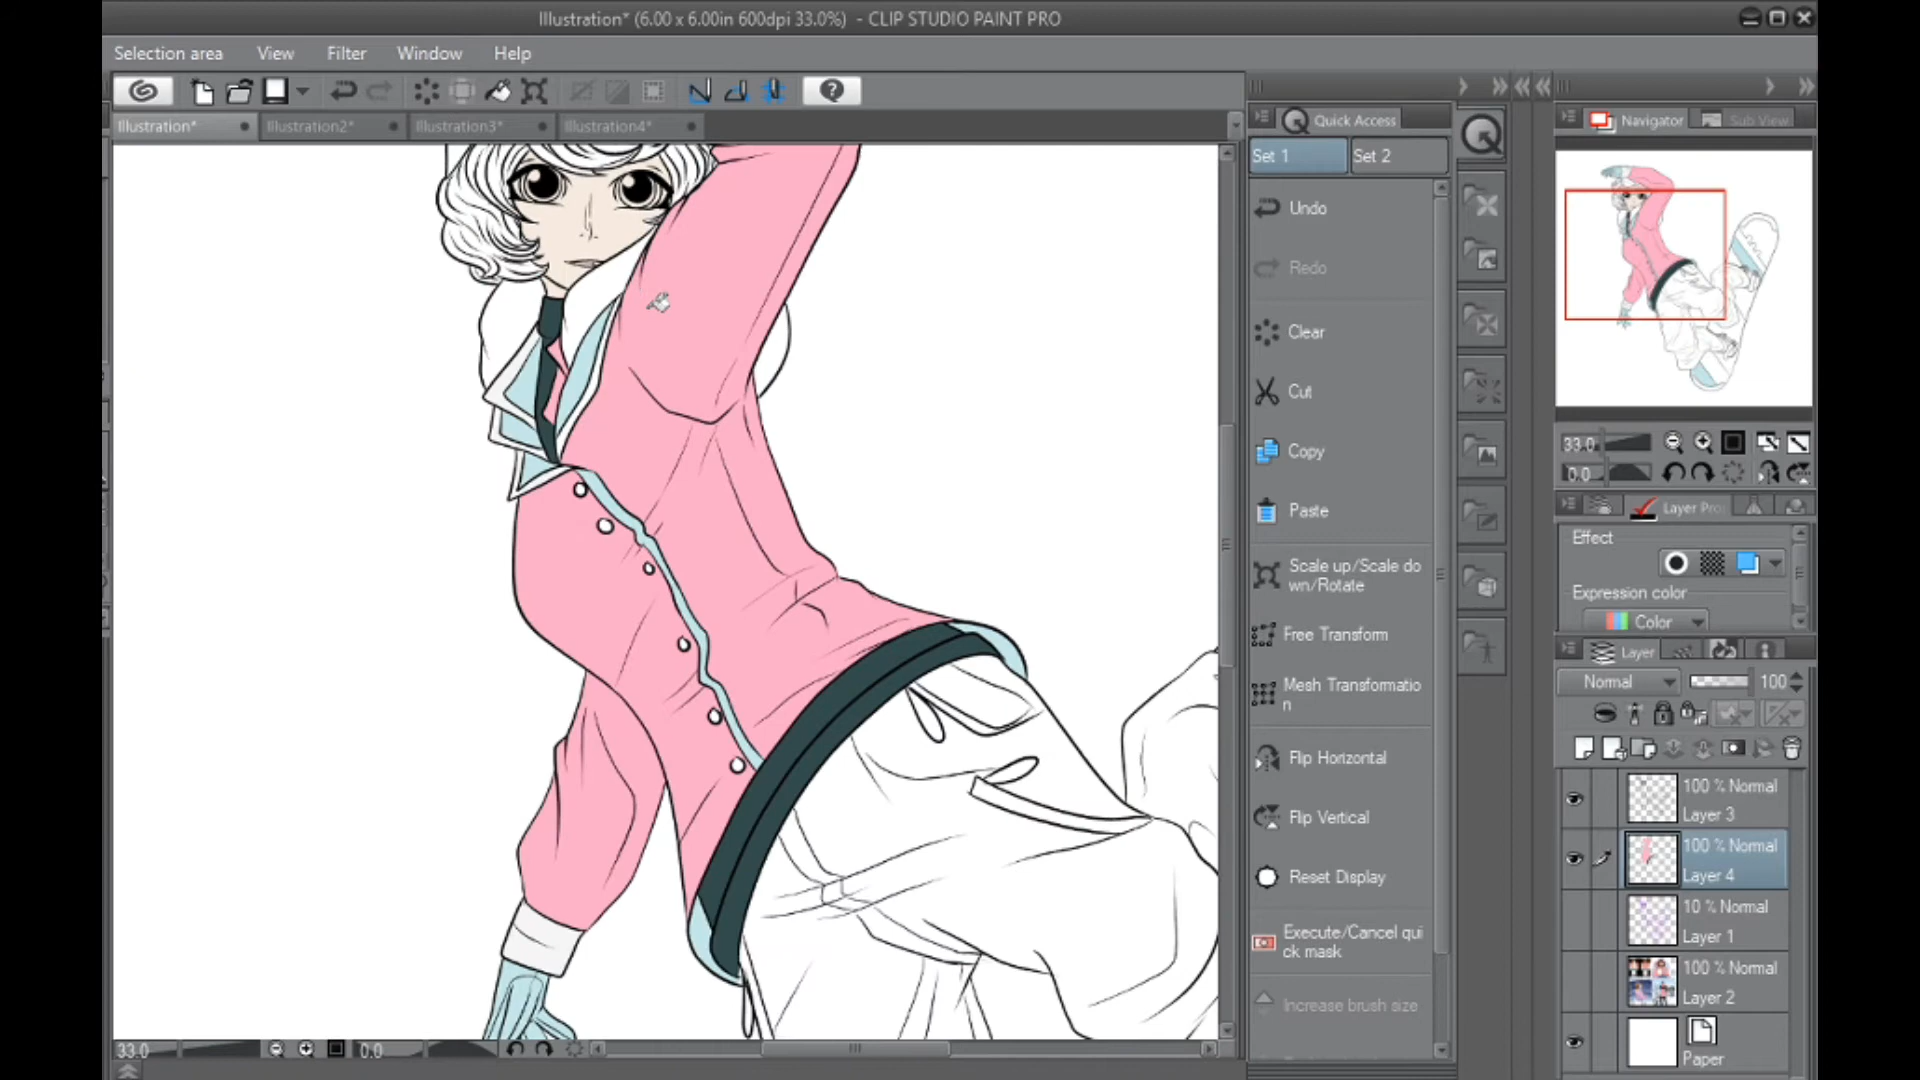 Illustration* (6.00 x 6.00in 600dpi 33.0%) - CLIP STUDIO PAINT PRO
Selection area View Filter Window Help
Illustration* Illustration2* Illustration3* Illustration4*
Quick Access
Set 1 Set 2
Undo
Redo
Clear
Cut
Copy
Paste
Scale up/Scale do
wn/Rotate
Free Transform
Mesh Transformatio
n
Flip Horizontal
Flip Vertical
Reset Display
Execute/Cancel qui
ck mask
Increase brush size
Navigator Sub View
33.0
0.0
Layer Pro
Effect
Expression color
Color
Layer
Normal 100
100 % Normal
Layer 3
100 % Normal
Layer 4
10 % Normal
Layer 1
100 % Normal
Layer 2
Paper
33.0 0.0